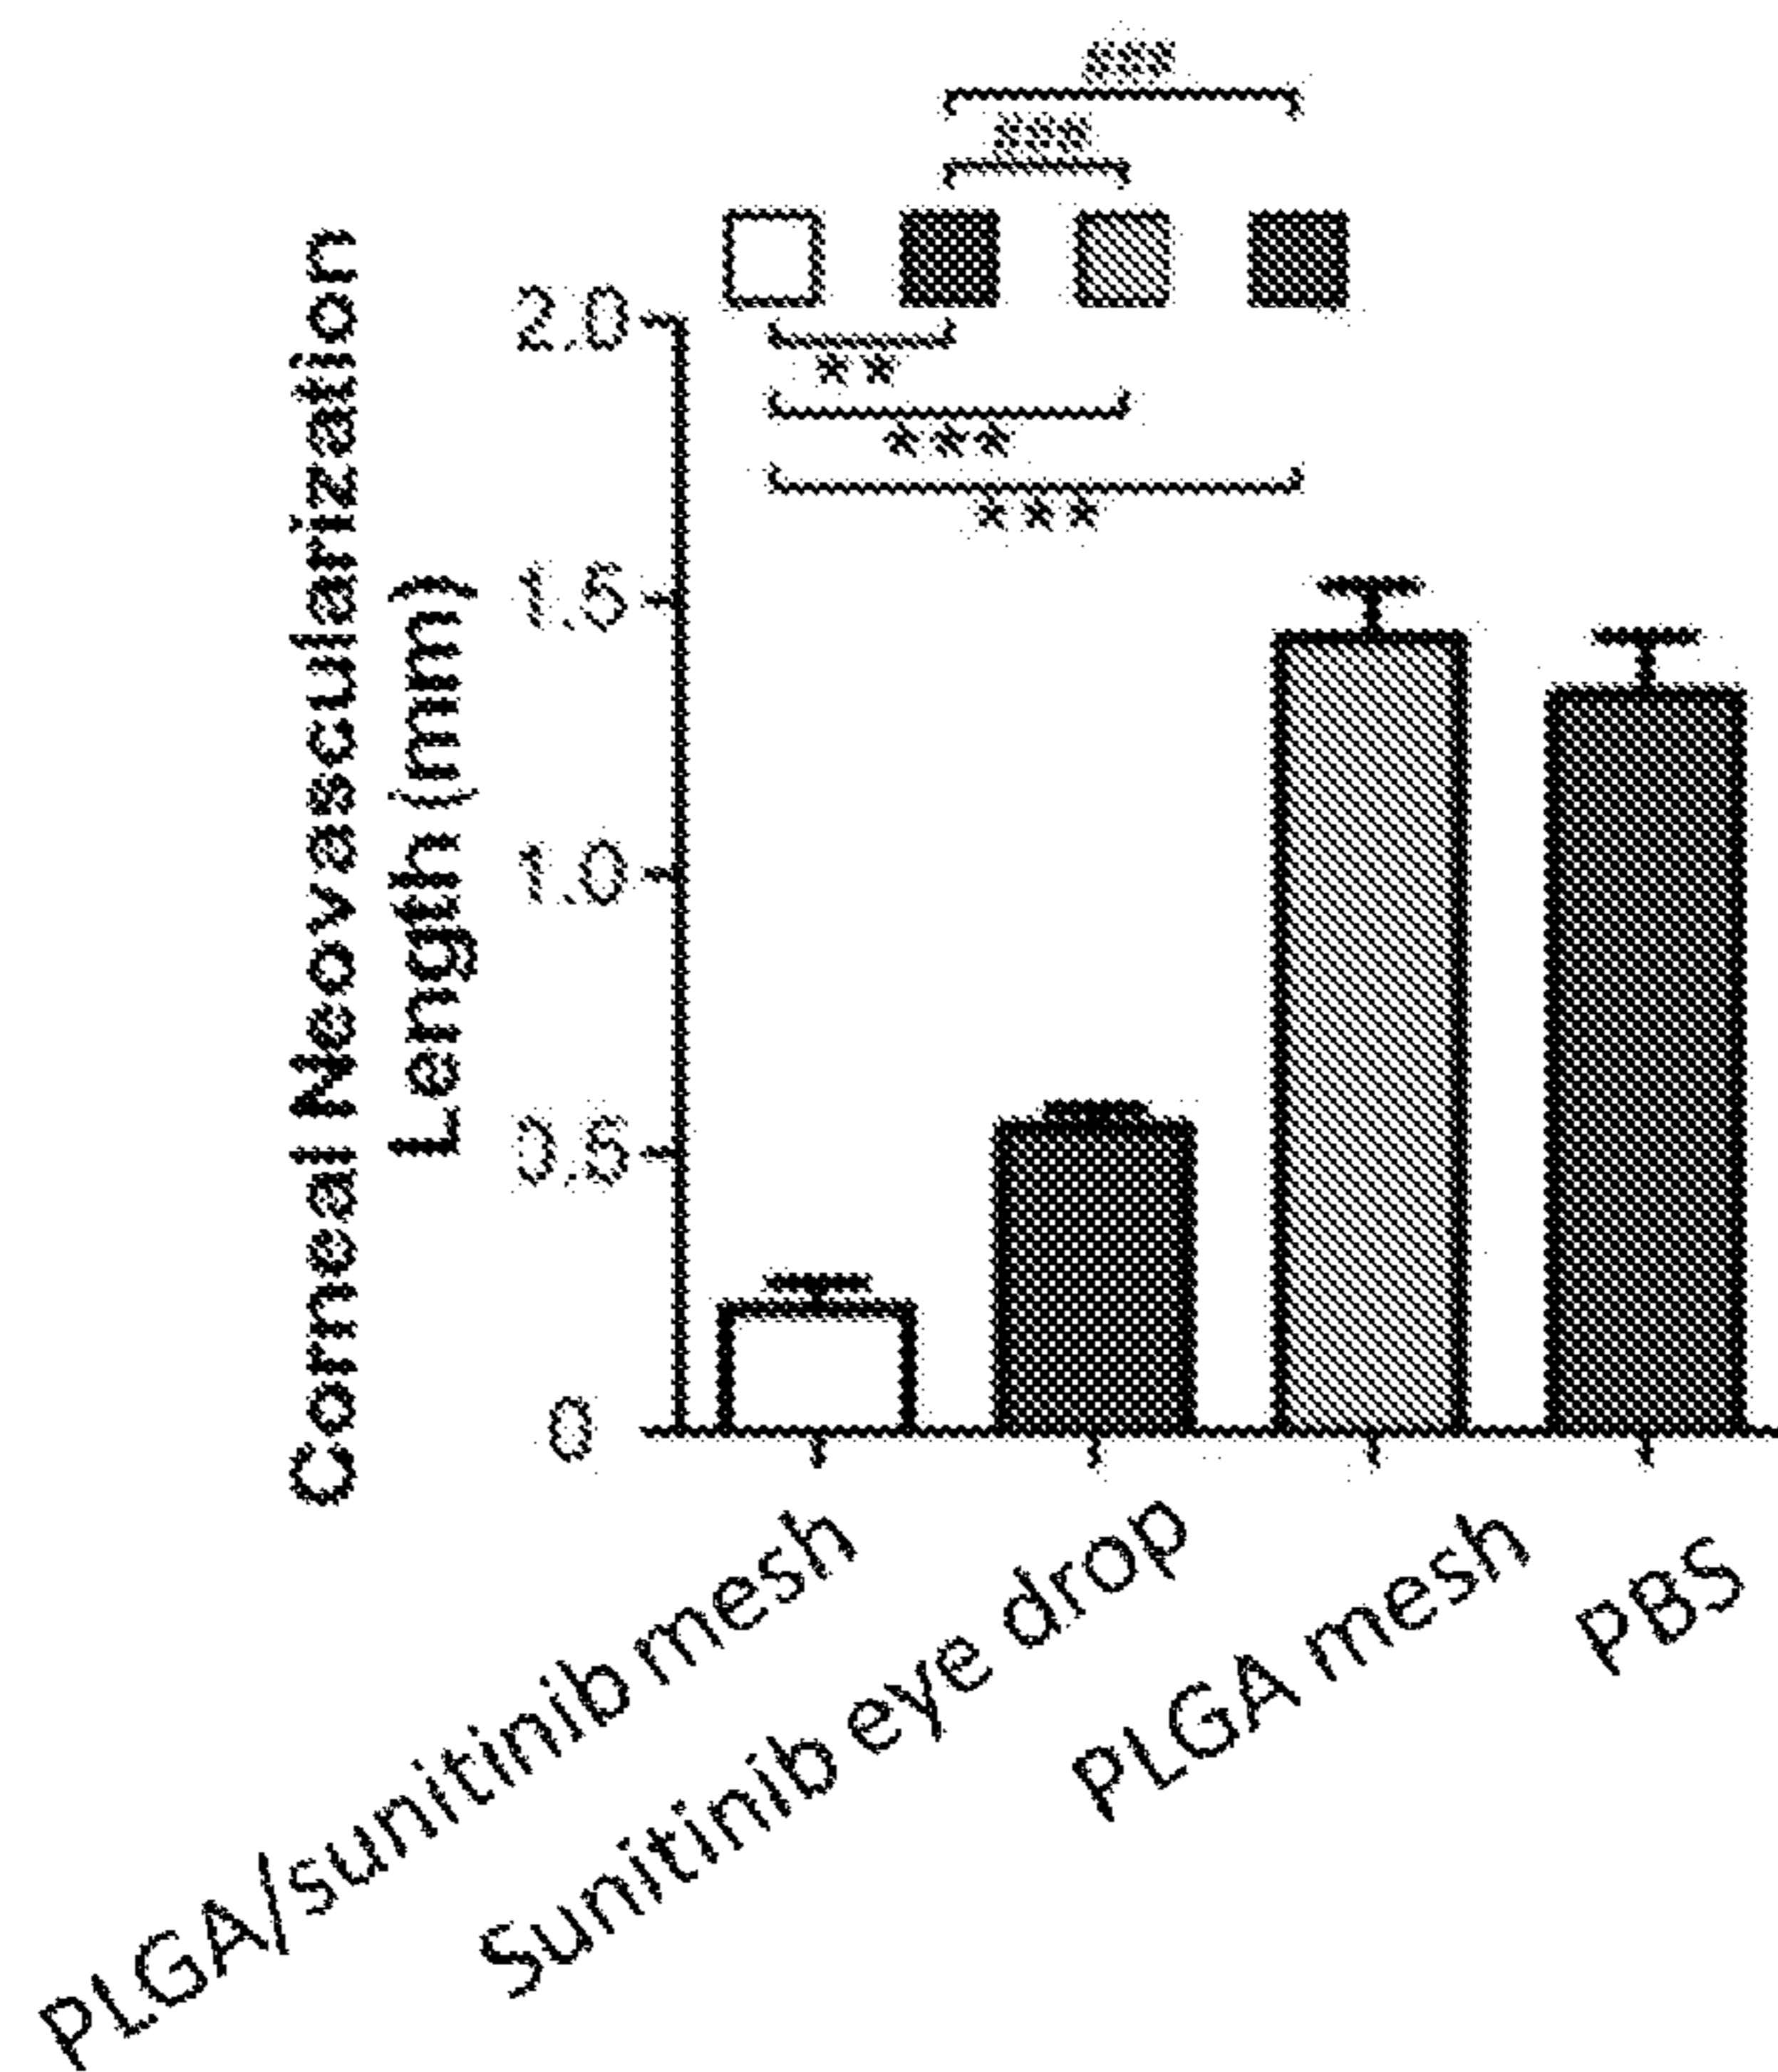 ###
###
**
***
***
Corneal Neovascularization
Length (mm)
2.0
1.5
1.0
0.5
0
PLGA/sunitinib mesh
Sunitinib eye drop
PLGA mesh
PBS